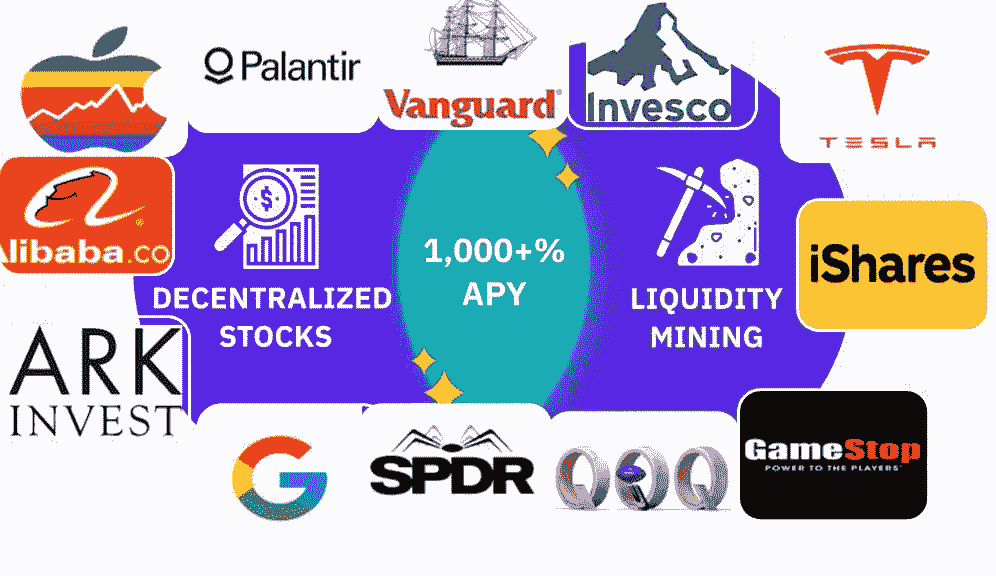 Palantir
Vanguard®
Invesco
TESLA
Alibaba.co
$
DECENTRALIZED
STOCKS
1,000+%
APY
LIQUIDITY
MINING
iShares
ARK
INVEST
G
SPDR
QQQ
GameStop
POWER TO THE PLAYERS